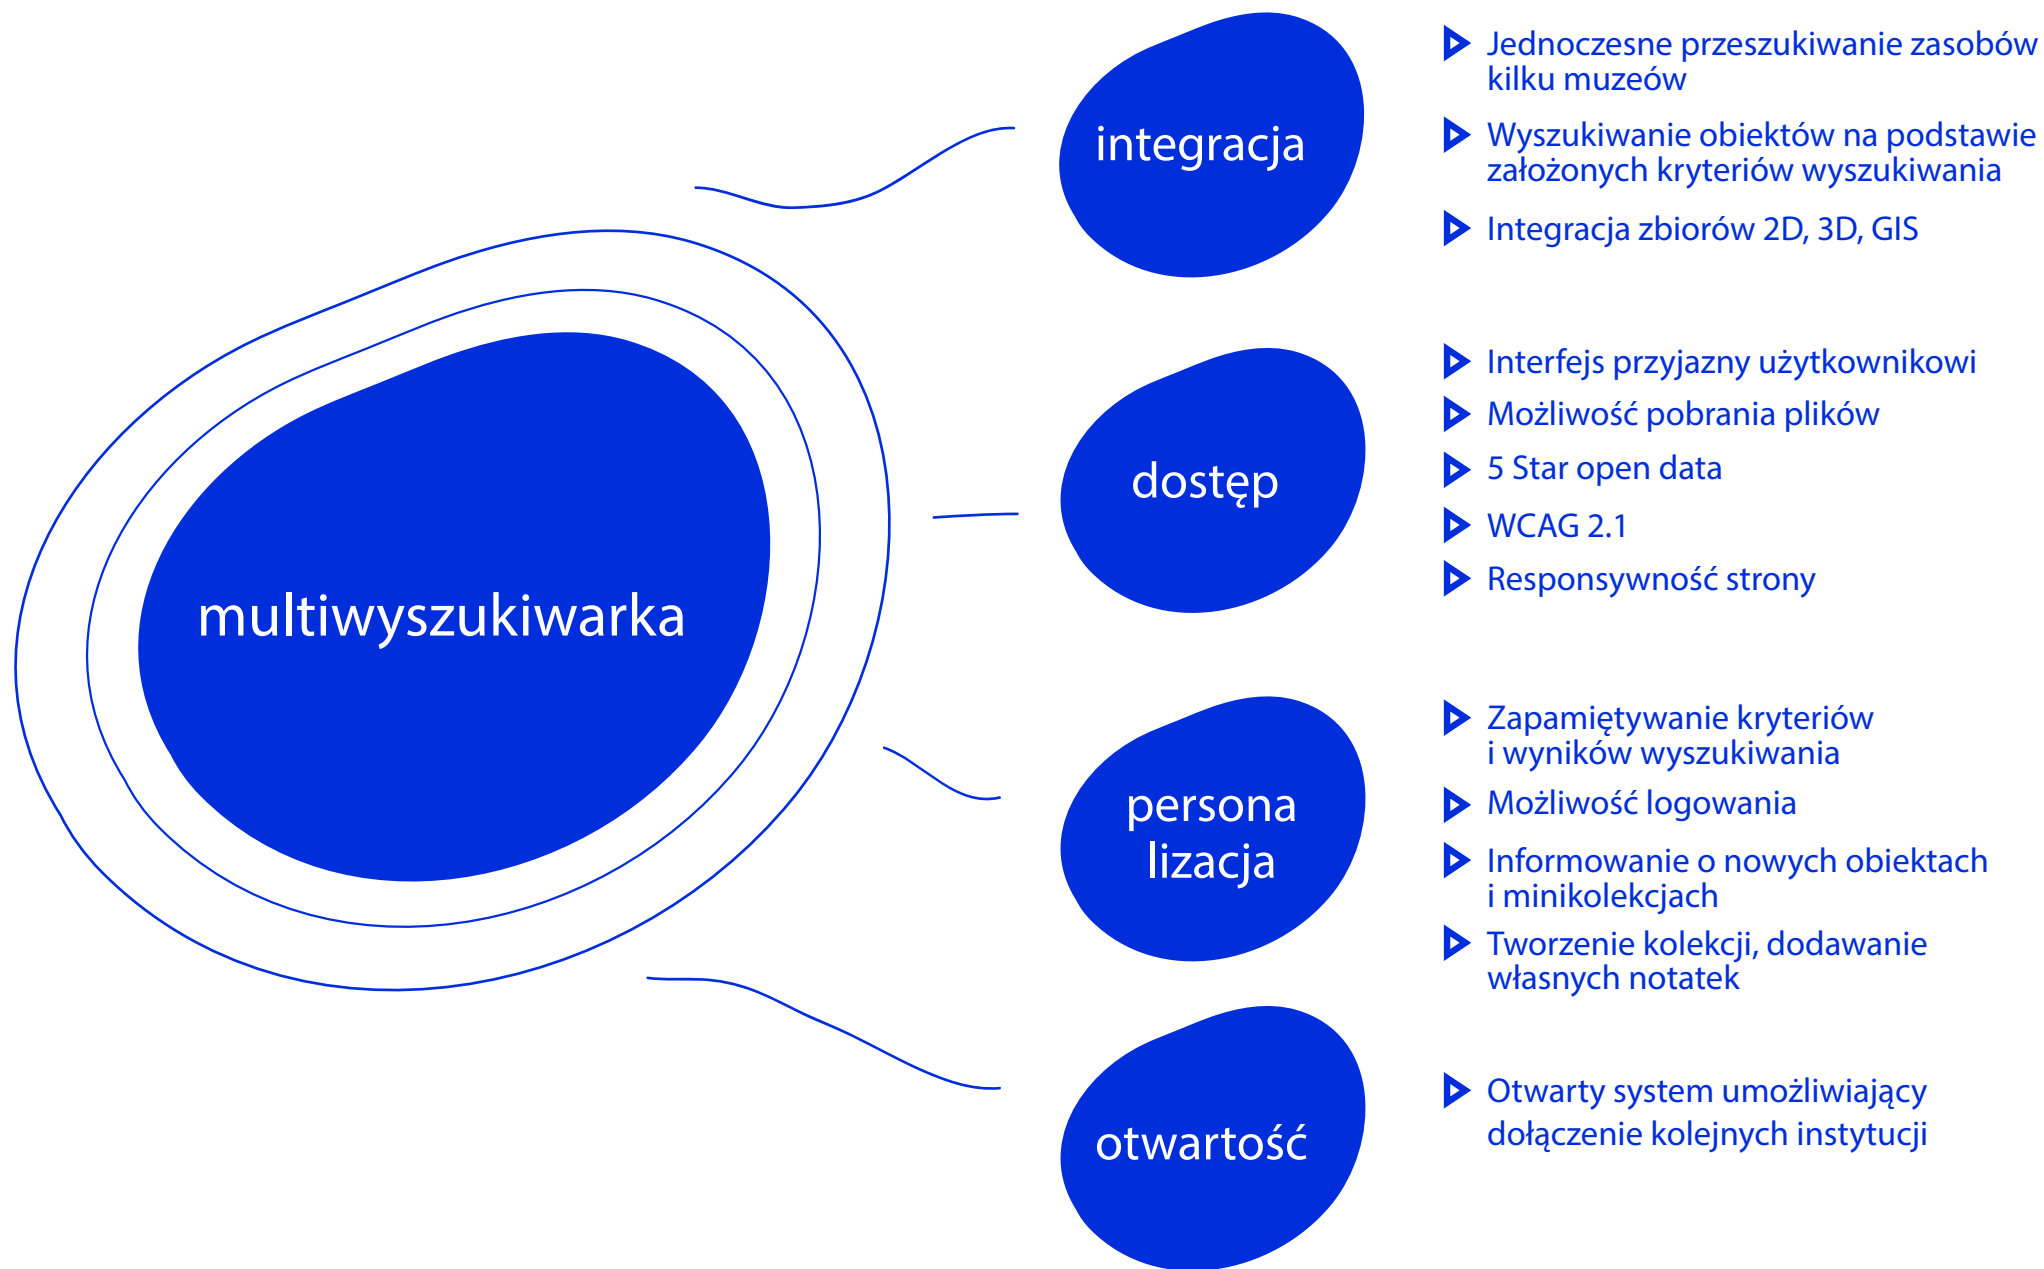 multiwyszukiwarka
integracja
Jednoczesne przeszukiwanie zasobów
kilku muzeów
Wyszukiwanie obiektów na podstawie
założonych kryteriów wyszukiwania
Integracja zbiorów 2D, 3D, GIS
dostęp
Interfejs przyjazny użytkownikowi
Możliwość pobrania plików
5 Star open data
WCAG 2.1
Responsywność strony
persona
lizacja
Zapamiętywanie kryteriów
i wyników wyszukiwania
Możliwość logowania
Informowanie o nowych obiektach
i minikolekcjach
Tworzenie kolekcji, dodawanie
własnych notatek
otwartość
Otwarty system umożliwiający
dołączenie kolejnych instytucji